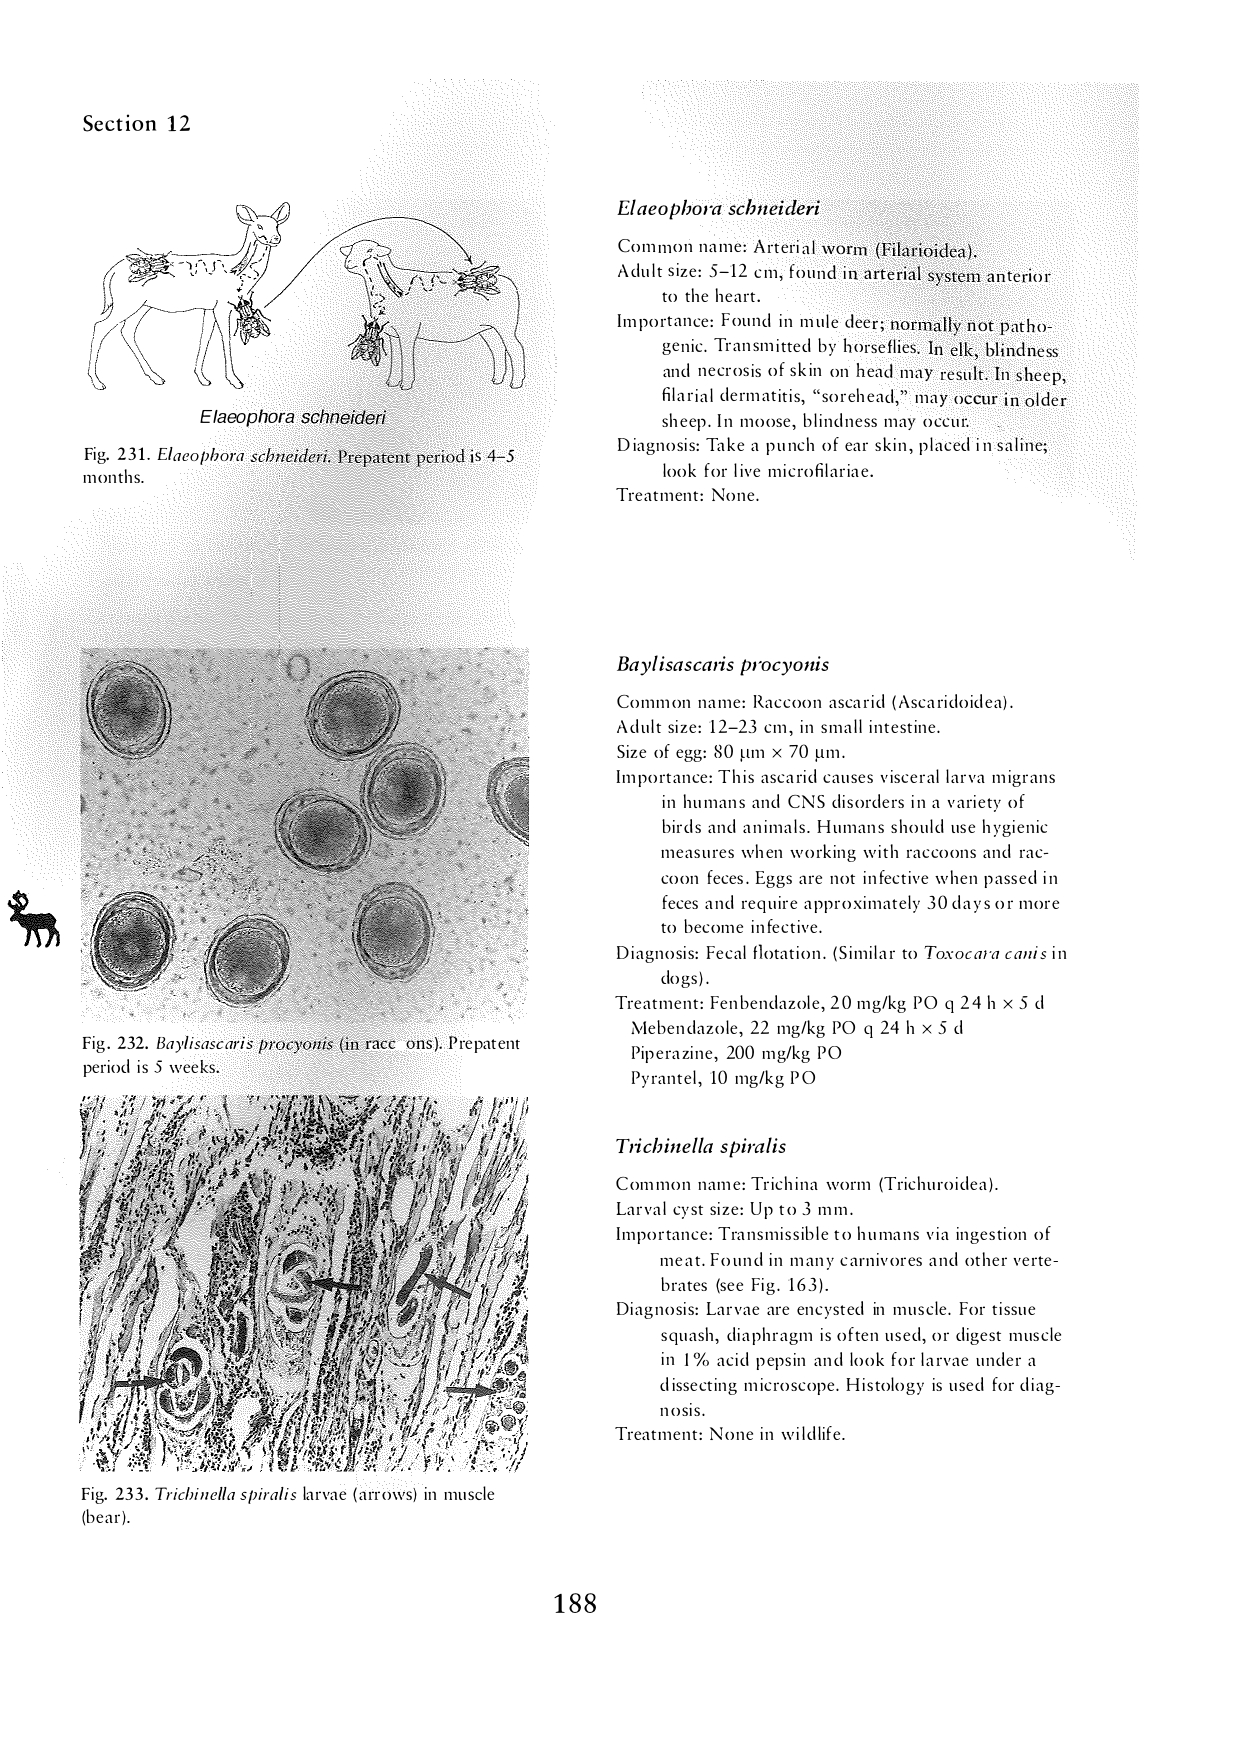 Section 12
Elaeophora schneideri
Fig. 231. Elaeophora schneideri. Prepatent period is 4–5
months.
Fig. 232. Baylisascaris procyonis (in racc ons). Prepatent
period is 5 weeks.
Fig. 233. Trichinella spiralis larvae (arrows) in muscle
(bear).
Elaeophora schneideri
Common name: Arterial worm (Filarioidea).
Adult size: 5–12 cm, found in arterial system anterior
to the heart.
Importance: Found in mule deer; normally not patho-
genic. Transmitted by horseflies. In elk, blindness
and necrosis of skin on head may result. In sheep,
filarial dermatitis, “sorehead,” may occur in older
sheep. In moose, blindness may occur.
Diagnosis: Take a punch of ear skin, placed in saline;
look for live microfilariae.
Treatment: None.
Baylisascaris procyonis
Common name: Raccoon ascarid (Ascaridoidea).
Adult size: 12–23 cm, in small intestine.
Size of egg: 80 μm × 70 μm.
Importance: This ascarid causes visceral larva migrans
in humans and CNS disorders in a variety of
birds and animals. Humans should use hygienic
measures when working with raccoons and rac-
coon feces. Eggs are not infective when passed in
feces and require approximately 30 days or more
to become infective.
Diagnosis: Fecal flotation. (Similar to Toxocara canis in
dogs).
Treatment: Fenbendazole, 20 mg/kg PO q 24 h × 5 d
Mebendazole, 22 mg/kg PO q 24 h × 5 d
Piperazine, 200 mg/kg PO
Pyrantel, 10 mg/kg PO
Trichinella spiralis
Common name: Trichina worm (Trichuroidea).
Larval cyst size: Up to 3 mm.
Importance: Transmissible to humans via ingestion of
meat. Found in many carnivores and other verte-
brates (see Fig. 163).
Diagnosis: Larvae are encysted in muscle. For tissue
squash, diaphragm is often used, or digest muscle
in 1% acid pepsin and look for larvae under a
dissecting microscope. Histology is used for diag-
nosis.
Treatment: None in wildlife.
188